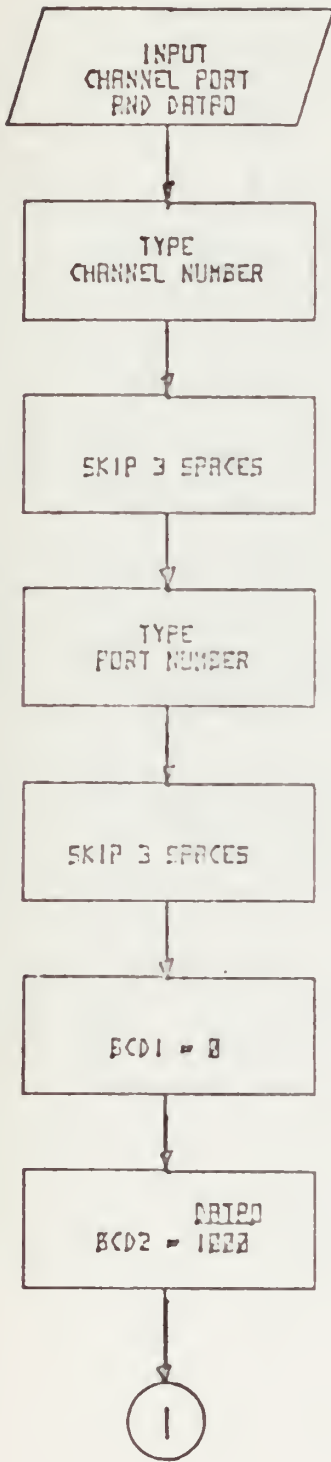 INPUT
CHANNEL PORT
AND DATPO
TYPE
CHANNEL NUMBER
SKIP 3 SPACES
TYPE
PORT NUMBER
SKIP 3 SPACES
BCD1 = 0
DATPO
BCD2 = 1000
1